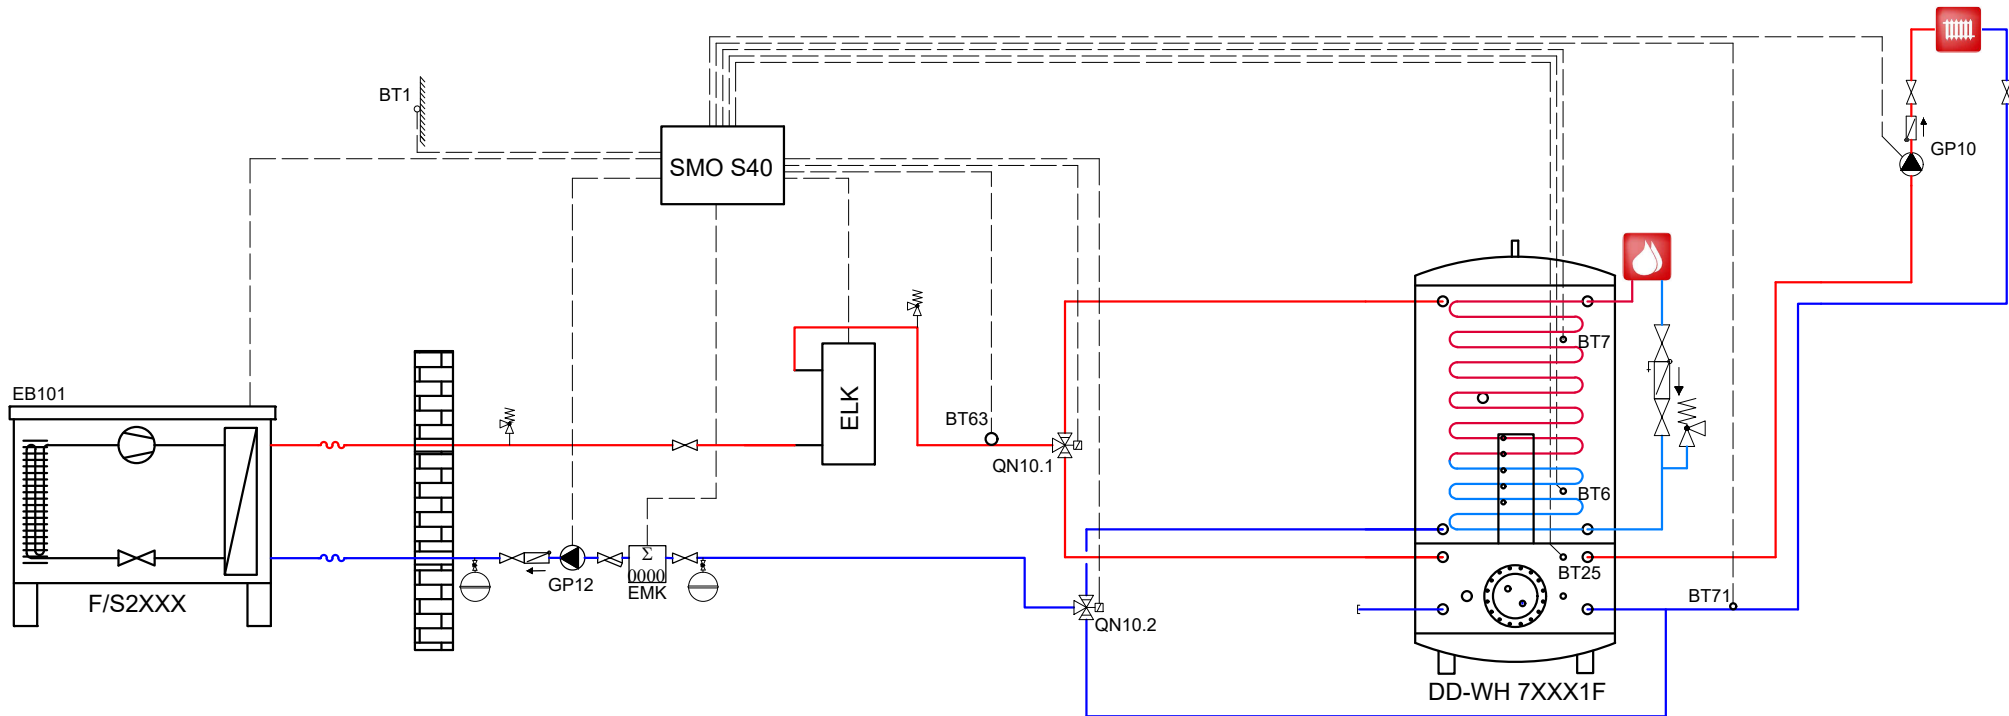 BT1
SMO S40
GP10
BT7
EB101
ELK
BT63
QN10.1
BT6
Σ
0000
GP12
EMK
BT25
F/S2XXX
BT71
QN10.2
DD-WH 7XXX1F